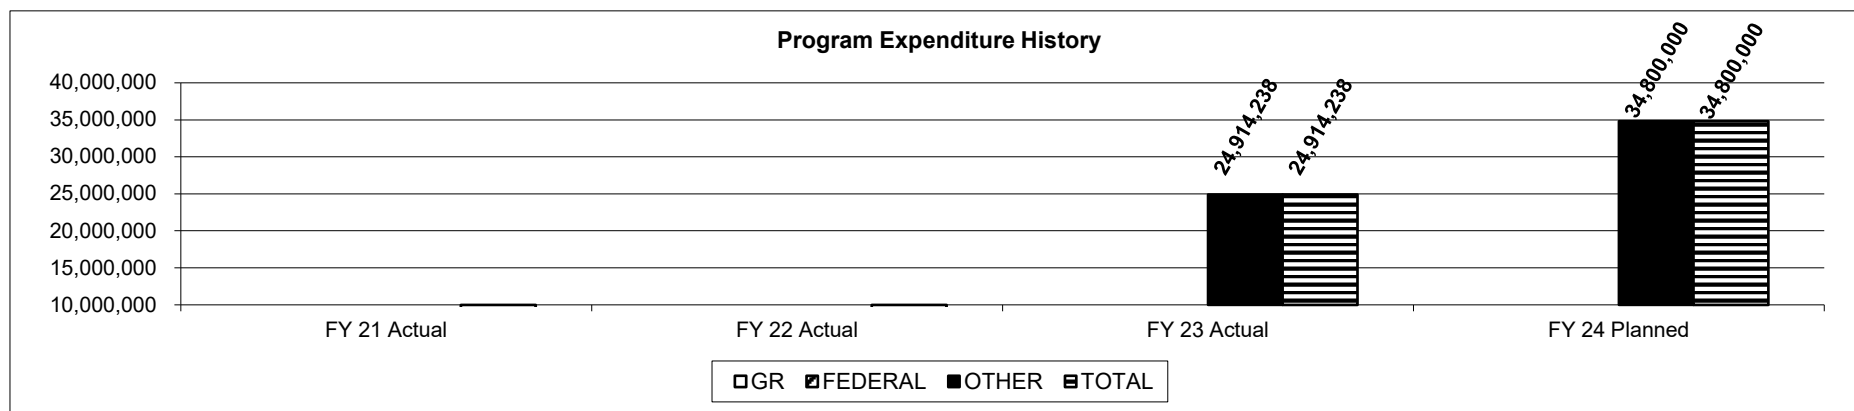 Program Expenditure History
40,000,000
35,000,000
30,000,000
25,000,000
20,000,000
15,000,000
10,000,000
24,914,238
24,914,238
34,800,000
34,800,000
FY 21 Actual
FY 22 Actual
FY 23 Actual
FY 24 Planned
GR FEDERAL OTHER TOTAL